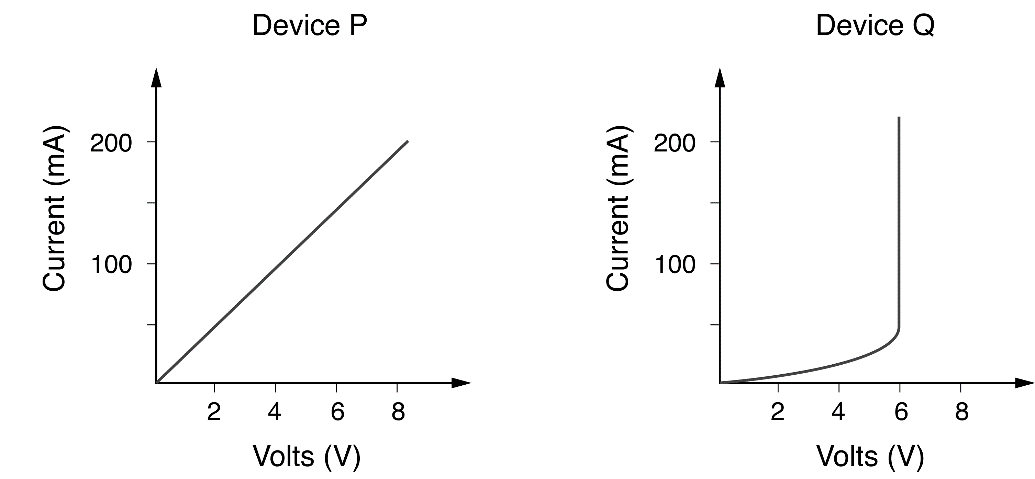 Device P
Current (mA)
200
100
2 4 6 8
Volts (V)
Device Q
Current (mA)
200
100
2 4 6 8
Volts (V)